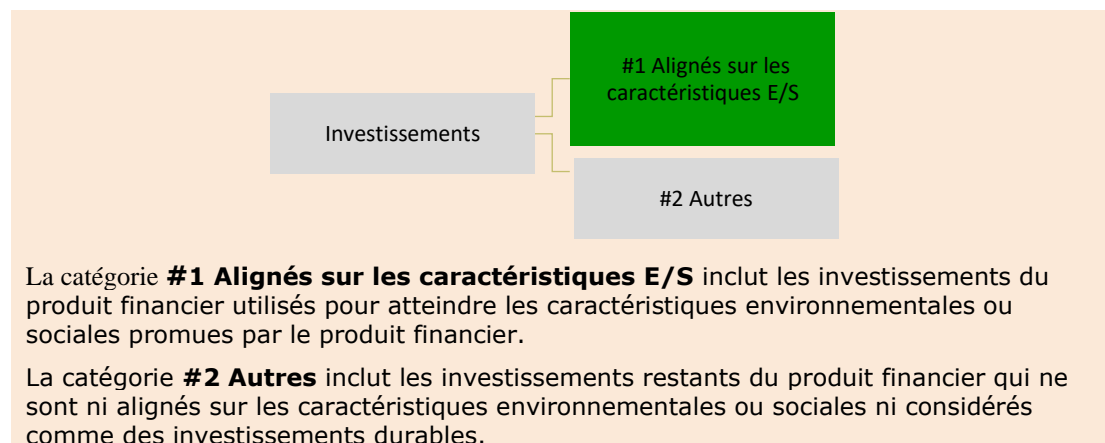 #1 Alignés sur les
caractéristiques E/S
Investissements
#2 Autres
La catégorie #1 Alignés sur les caractéristiques E/S inclut les investissements du
produit financier utilisés pour atteindre les caractéristiques environnementales ou
sociales promues par le produit financier.
La catégorie #2 Autres inclut les investissements restants du produit financier qui ne
sont ni alignés sur les caractéristiques environnementales ou sociales ni considérés
comme des investissements durables.